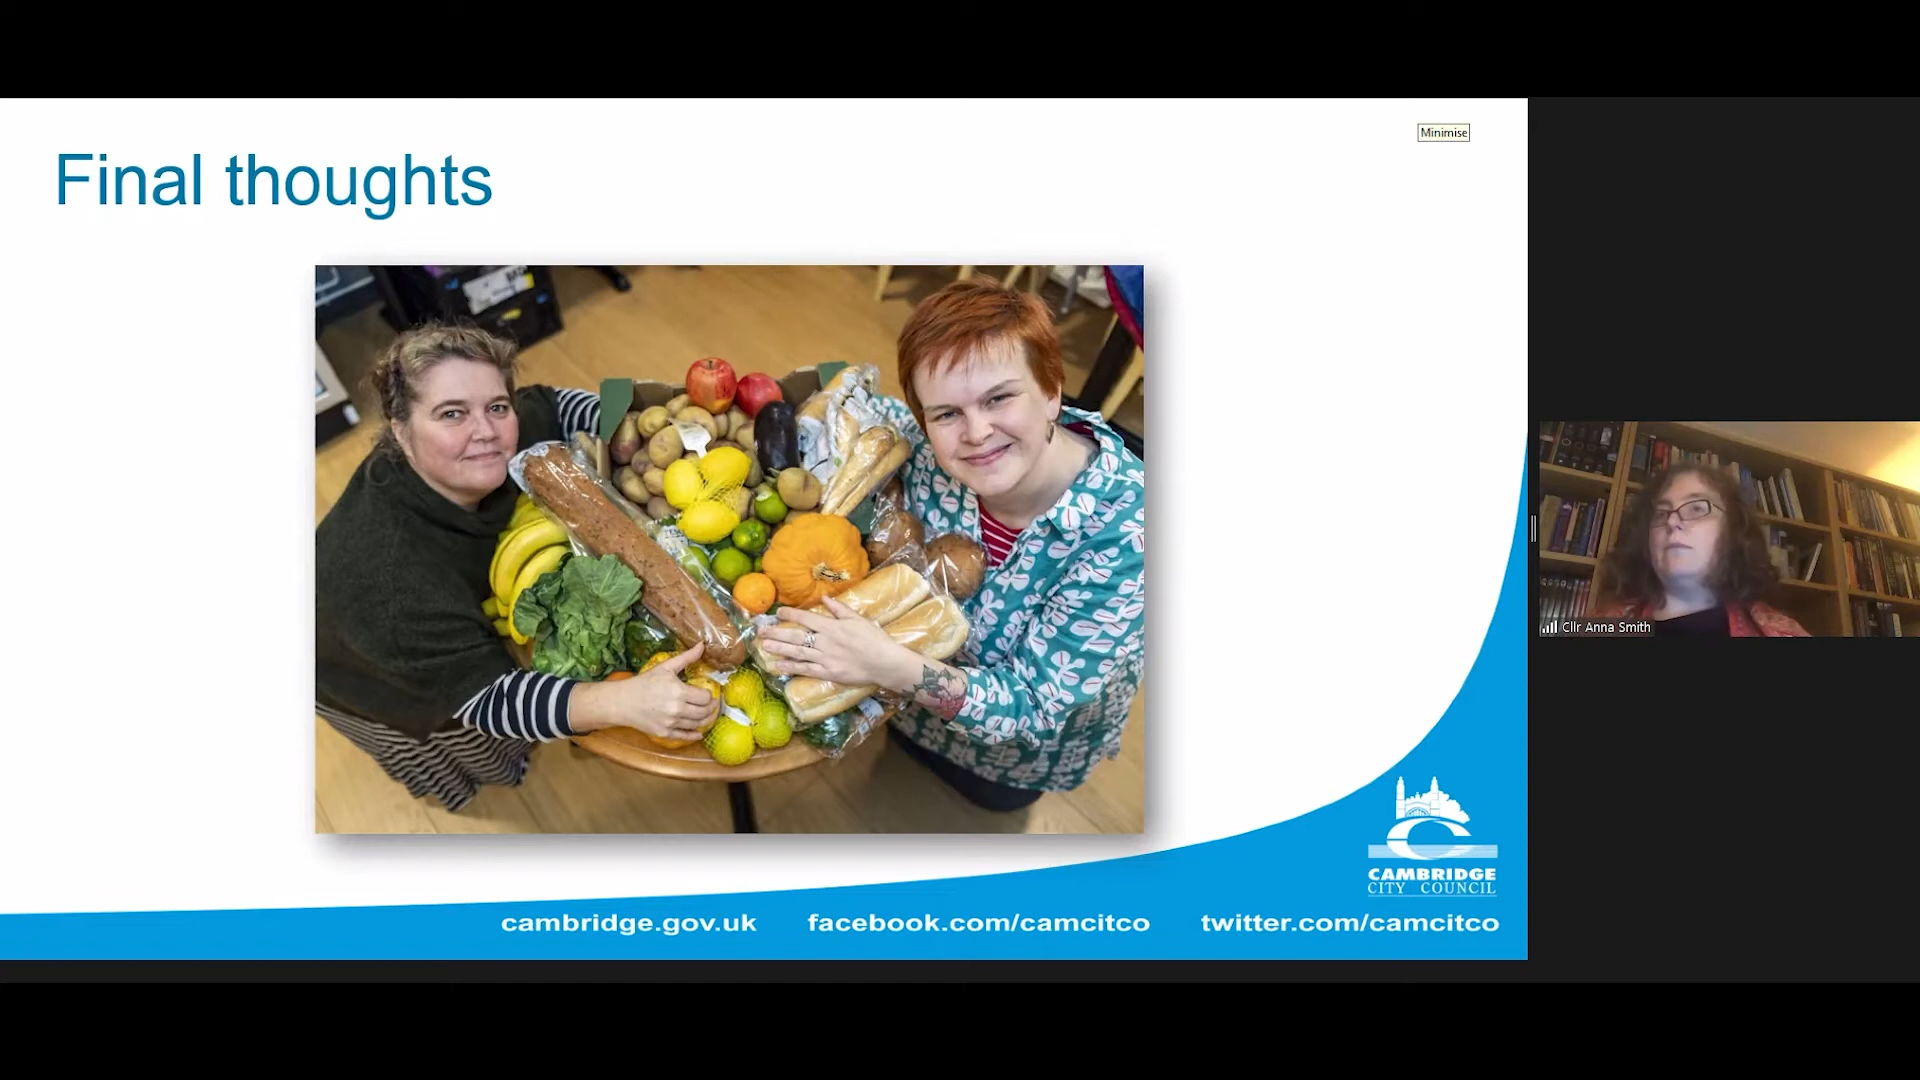 Minimise
Final thoughts
Cllr Anna Smith
CAMBRIDGE
CITY COUNCIL
cambridge.gov.uk facebook.com/camcitco twitter.com/camcitco